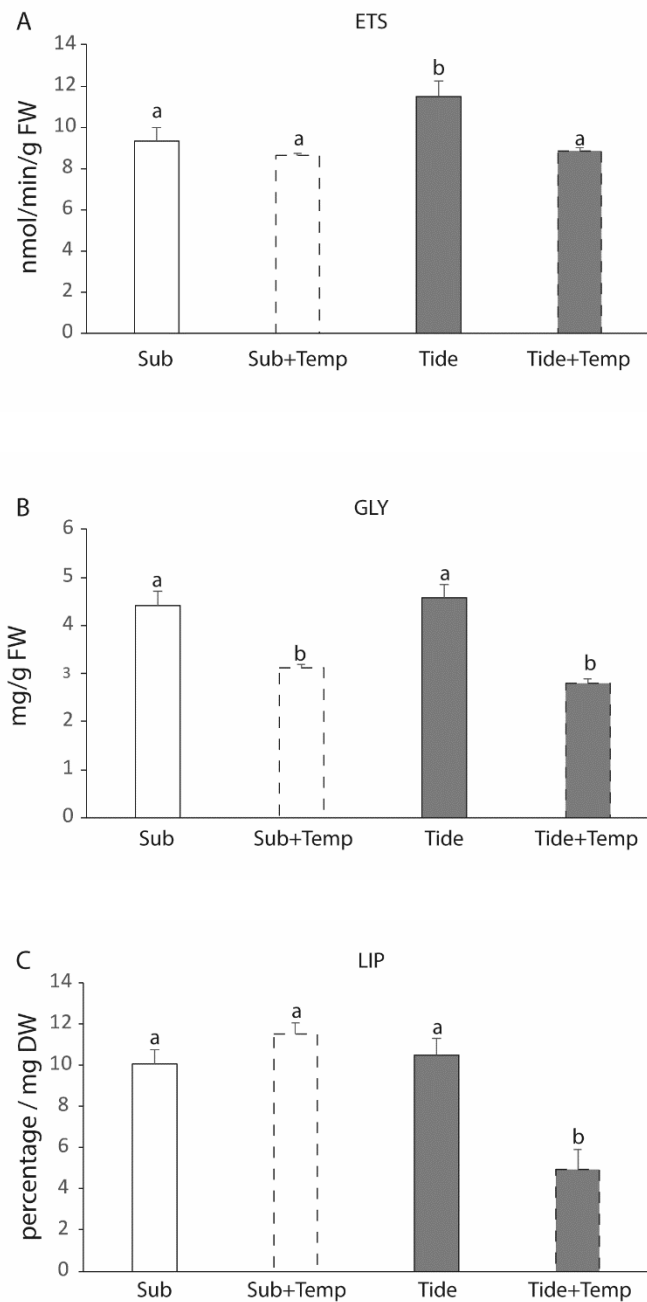 A
ETS
nmol/min/g FW
14
12
10
8
6
4
2
0
a
a
b
a
Sub
Sub+Temp
Tide
Tide+Temp
B
GLY
mg/g FW
6
5
4
3
2
1
0
a
b
a
b
Sub
Sub+Temp
Tide
Tide+Temp
C
LIP
percentage / mg DW
14
12
10
8
6
4
2
0
a
a
a
b
Sub
Sub+Temp
Tide
Tide+Temp